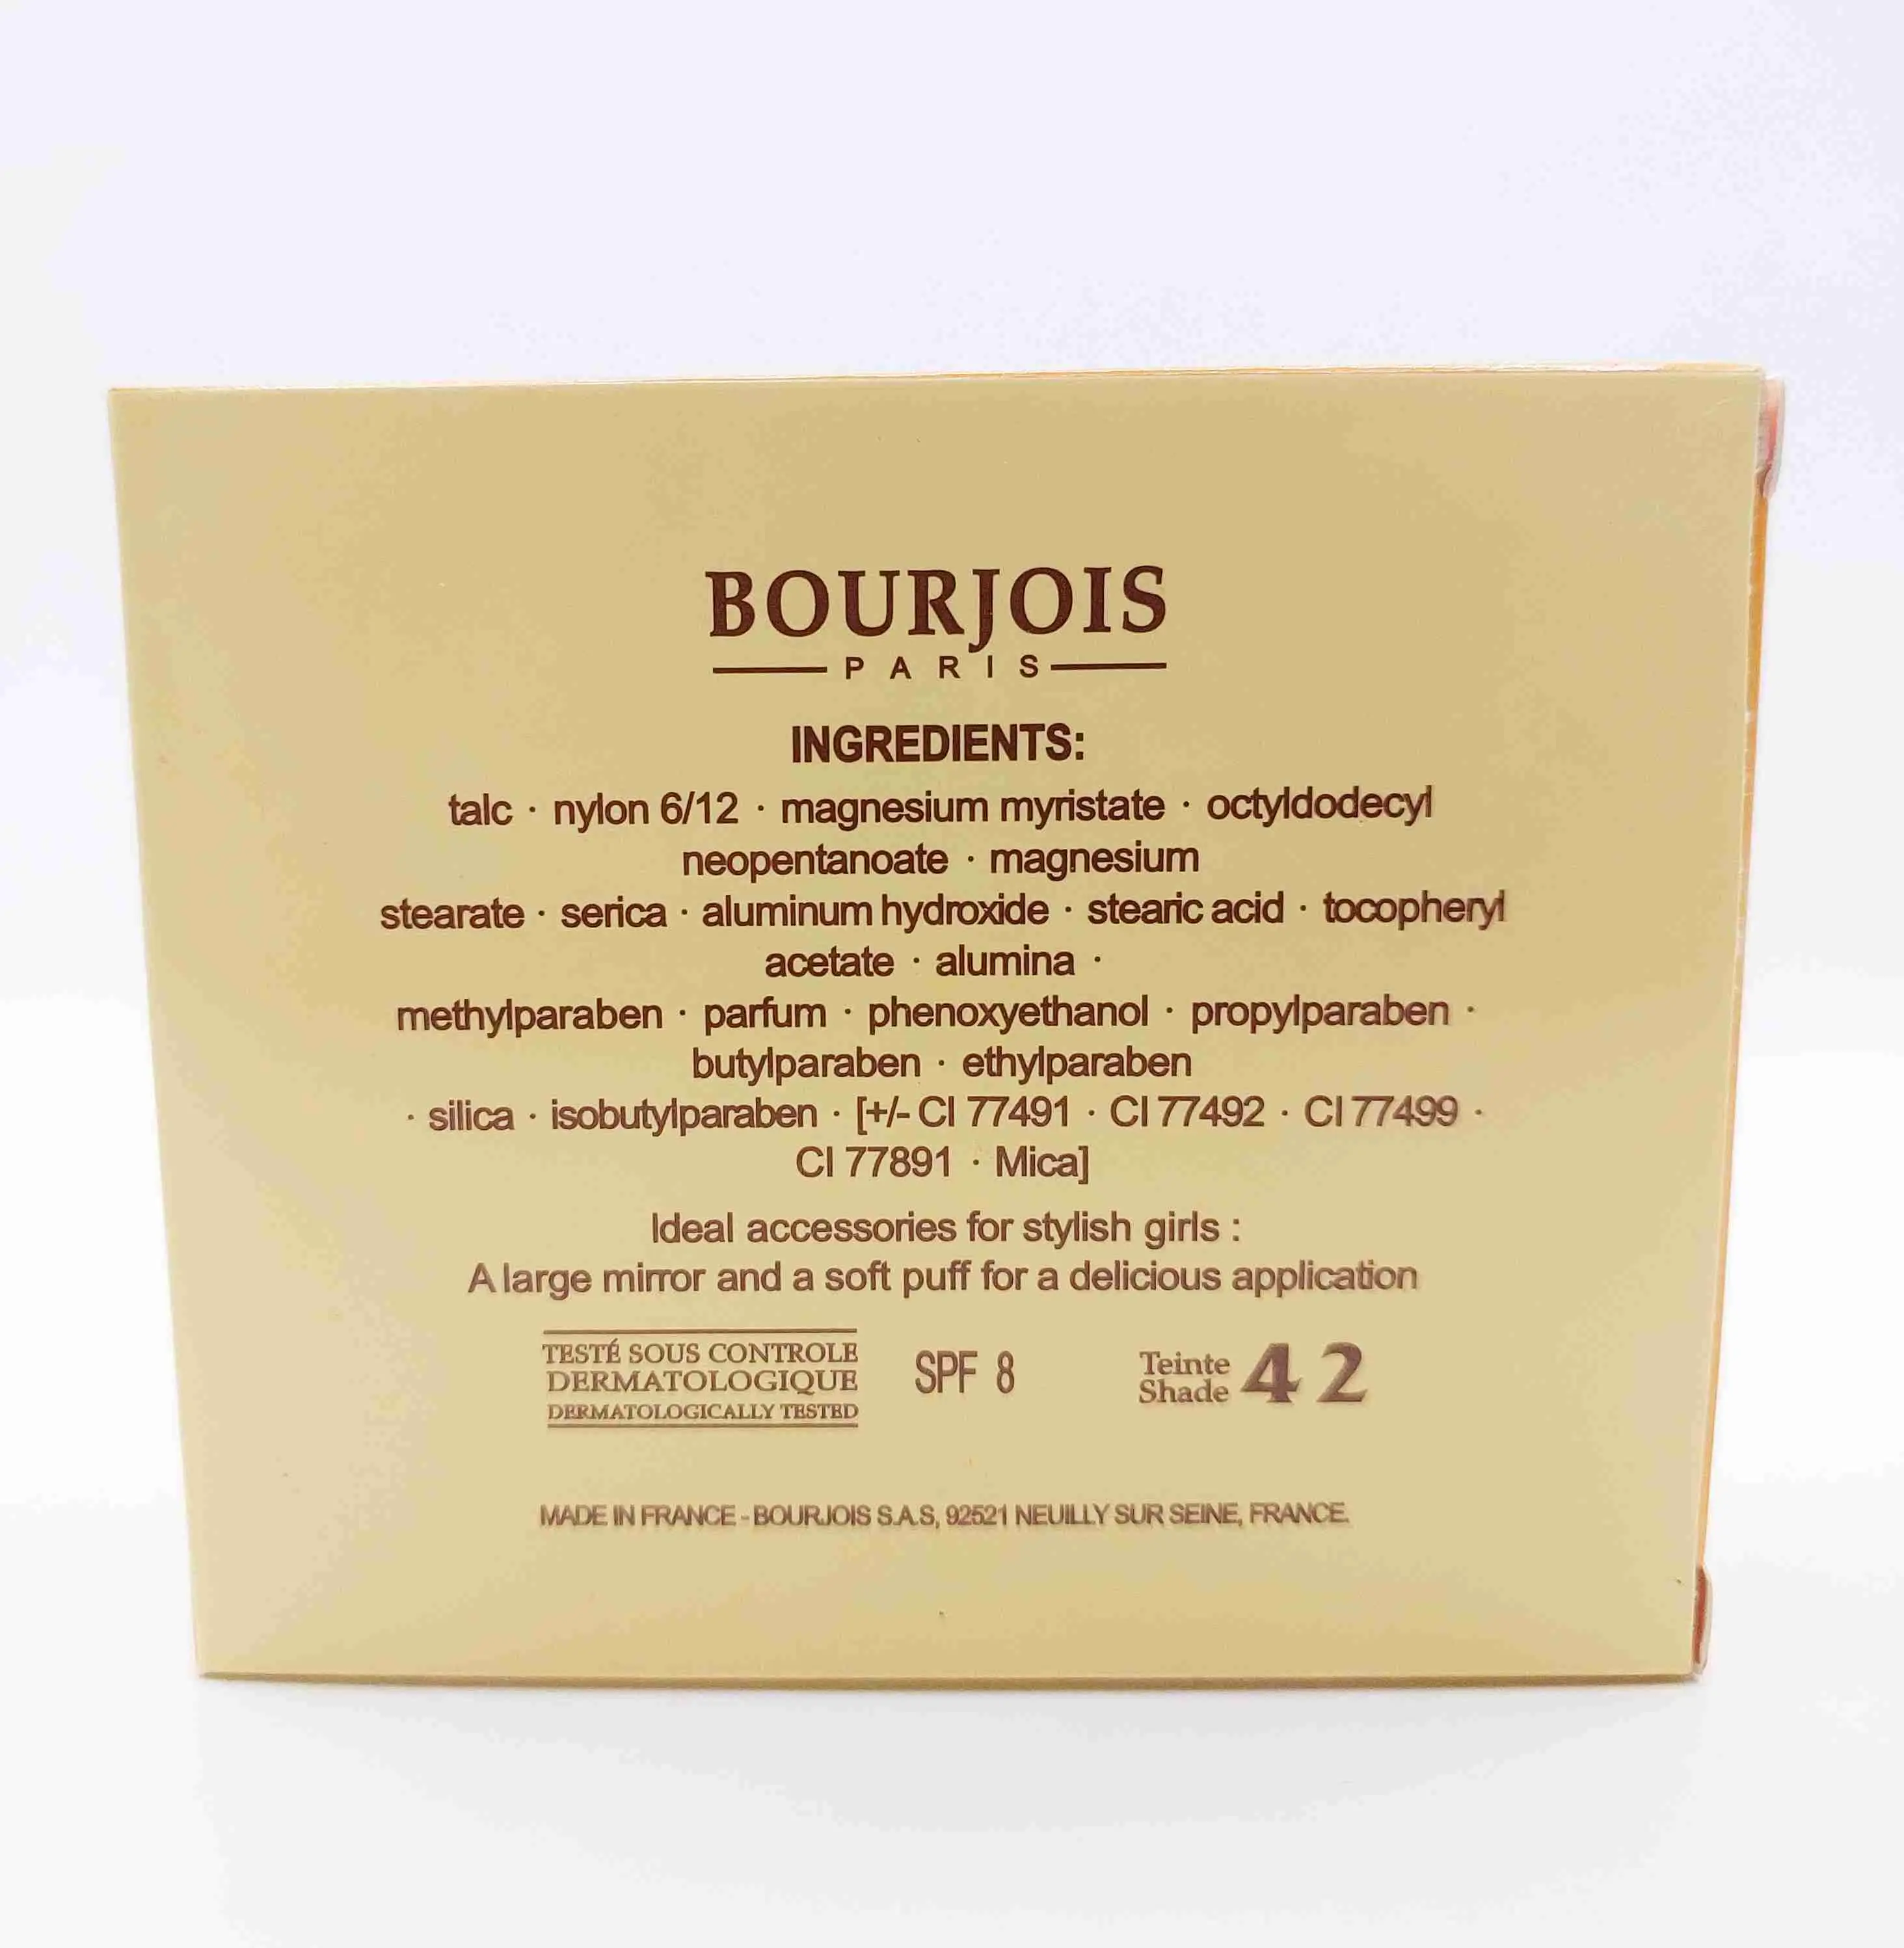 BOURJOIS
PARIS
INGREDIENTS:
talc · nylon 6/12 · magnesium myristate · octyldodecyl
neopentanoate · magnesium
stearate · serica · aluminum hydroxide · stearic acid · tocopheryl
acetate · alumina ·
methylparaben · parfum · phenoxyethanol · propylparaben ·
butylparaben · ethylparaben
· silica · isobutylparaben · [+/- CI 77491 · CI 77492 · CI 77499 ·
CI 77891 · Mica]
Ideal accessories for stylish girls :
A large mirror and a soft puff for a delicious application
TESTÉ SOUS CONTROLE
DERMATOLOGIQUE
DERMATOLOGICALLY TESTED
SPF 8
Teinte
Shade 42
MADE IN FRANCE - BOURJOIS S.A.S, 92521 NEUILLY SUR SEINE, FRANCE.